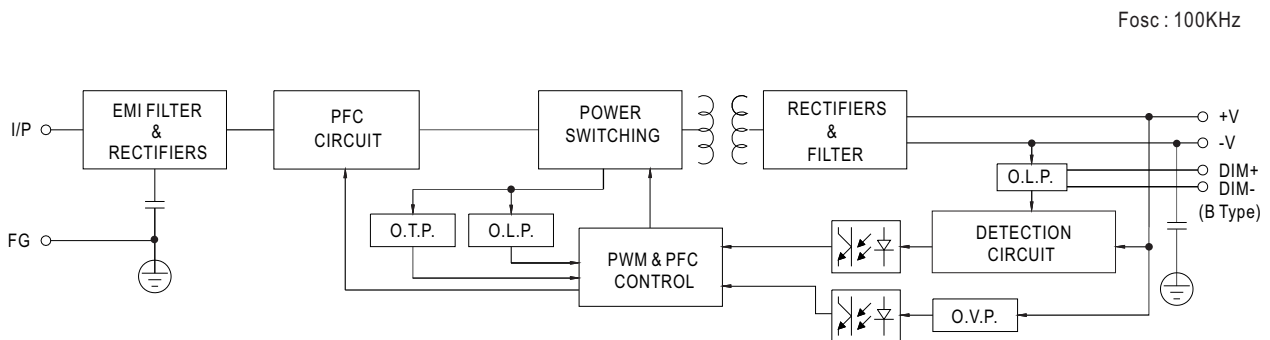 Fosc : 100KHz
I/P
EMI FILTER
&
RECTIFIERS
PFC
CIRCUIT
POWER
SWITCHING
RECTIFIERS
&
FILTER
+V
-V
O.L.P.
DIM+
DIM-
(B Type)
FG
O.T.P.
O.L.P.
PWM & PFC
CONTROL
DETECTION
CIRCUIT
O.V.P.